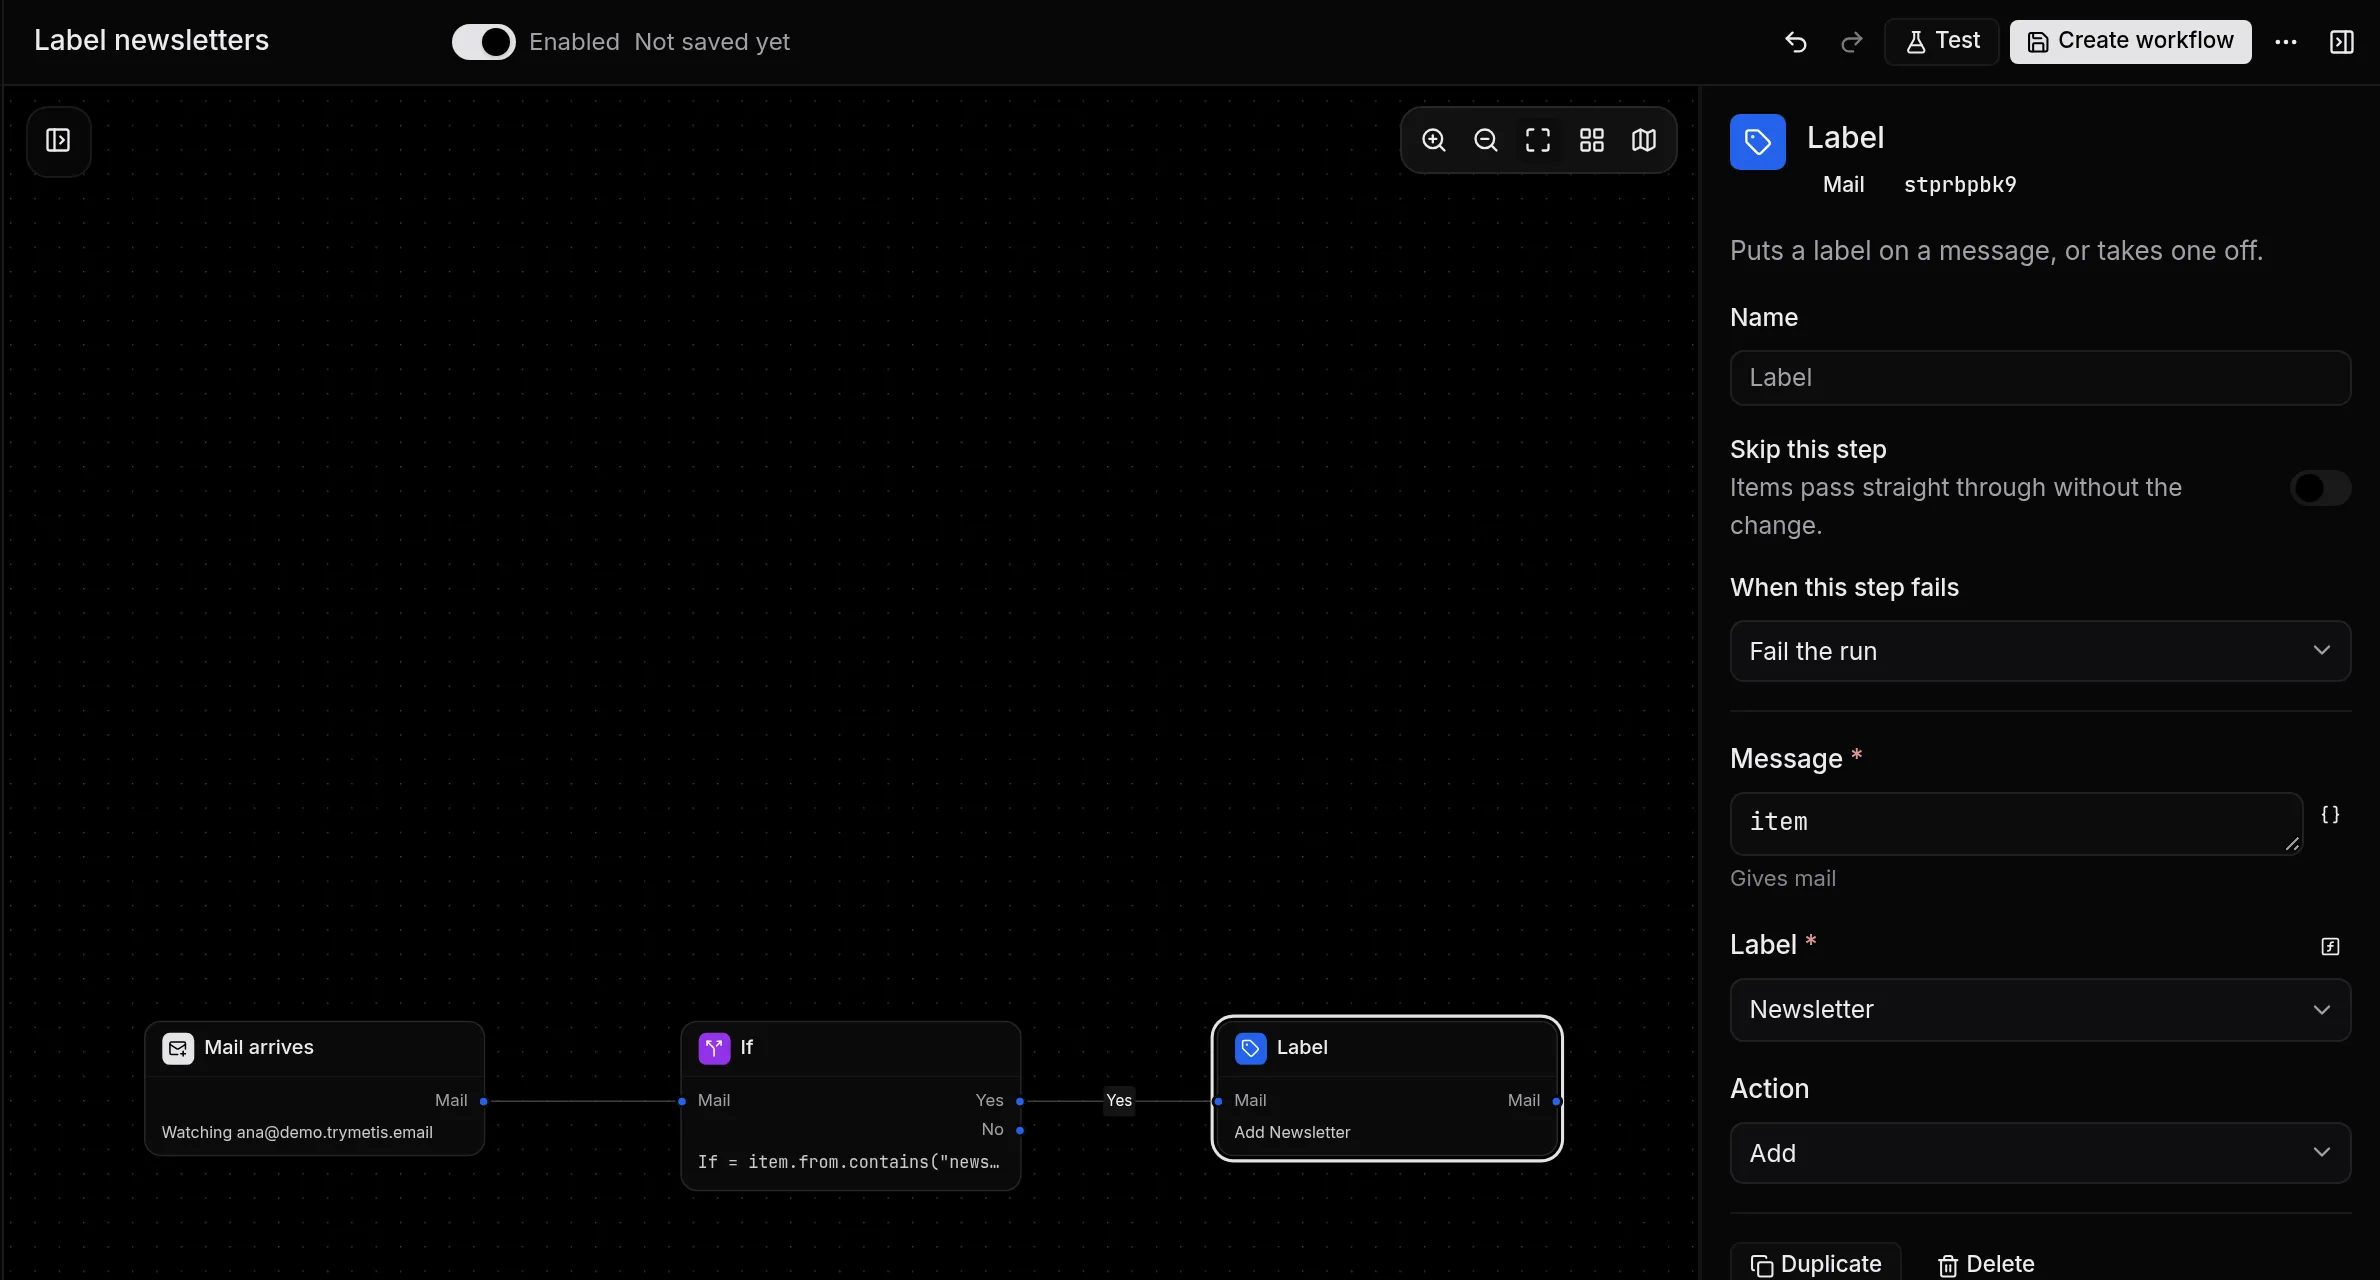 Label newsletters
Enabled Not saved yet
Test
Create workflow
Label
Mail stprbpbk9
Puts a label on a message, or takes one off.
Name
Label
Skip this step
Items pass straight through without the
change.
When this step fails
Fail the run
Message *
item
{}
Gives mail
Label *
Newsletter
Action
Add
Duplicate
Delete
Mail arrives
Mail
Watching ana@demo.trymetis.email
If
Mail
Yes
No
If = item.from.contains("news…
Yes
Label
Mail
Mail
Add Newsletter